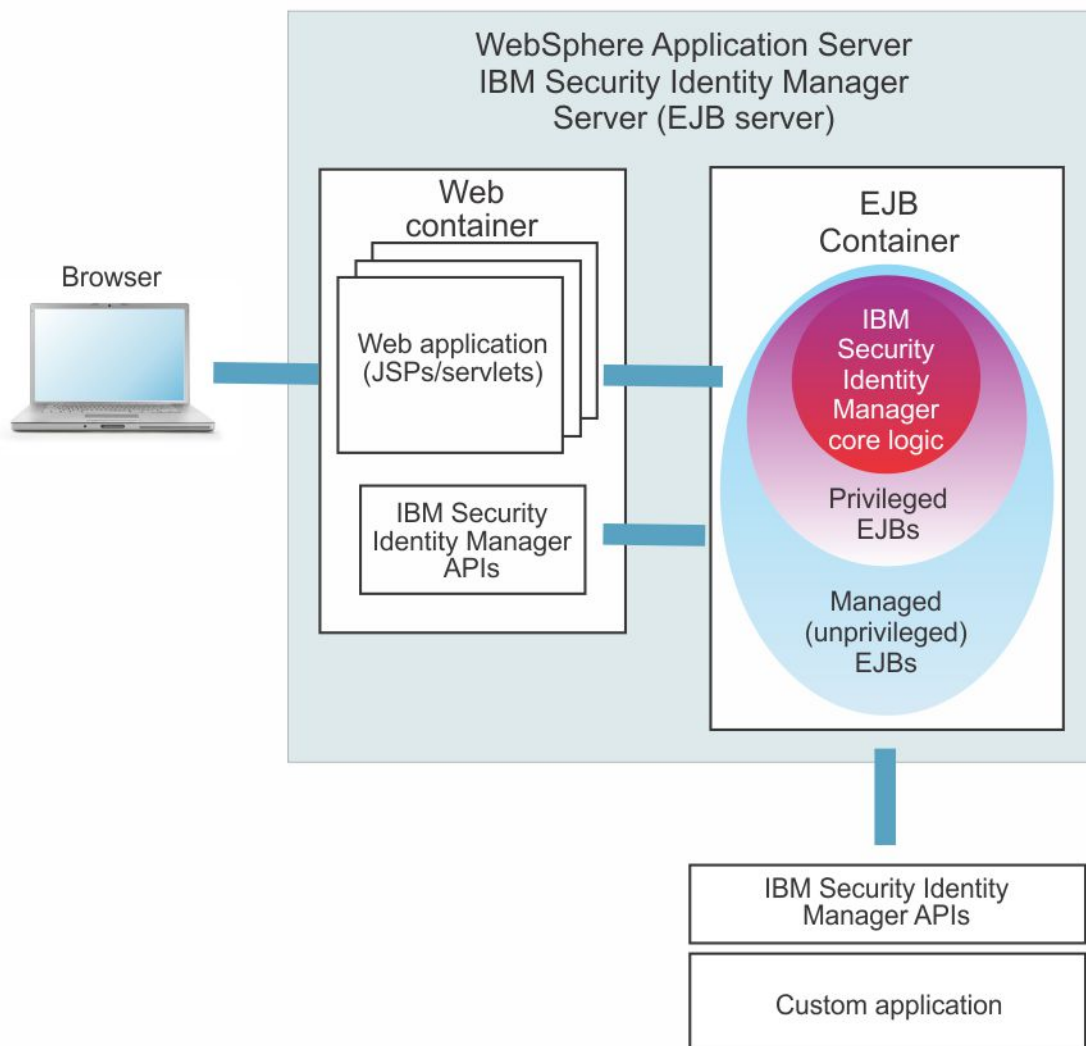 WebSphere Application Server
IBM Security Identity Manager
Server (EJB server)
Web
container
EJB
Container
Browser
Web application
(JSPs/servlets)
IBM
Security
Identity
Manager
core logic
IBM Security
Identity Manager
APIs
Privileged
EJBs
Managed
(unprivileged)
EJBs
IBM Security Identity
Manager APIs
Custom application